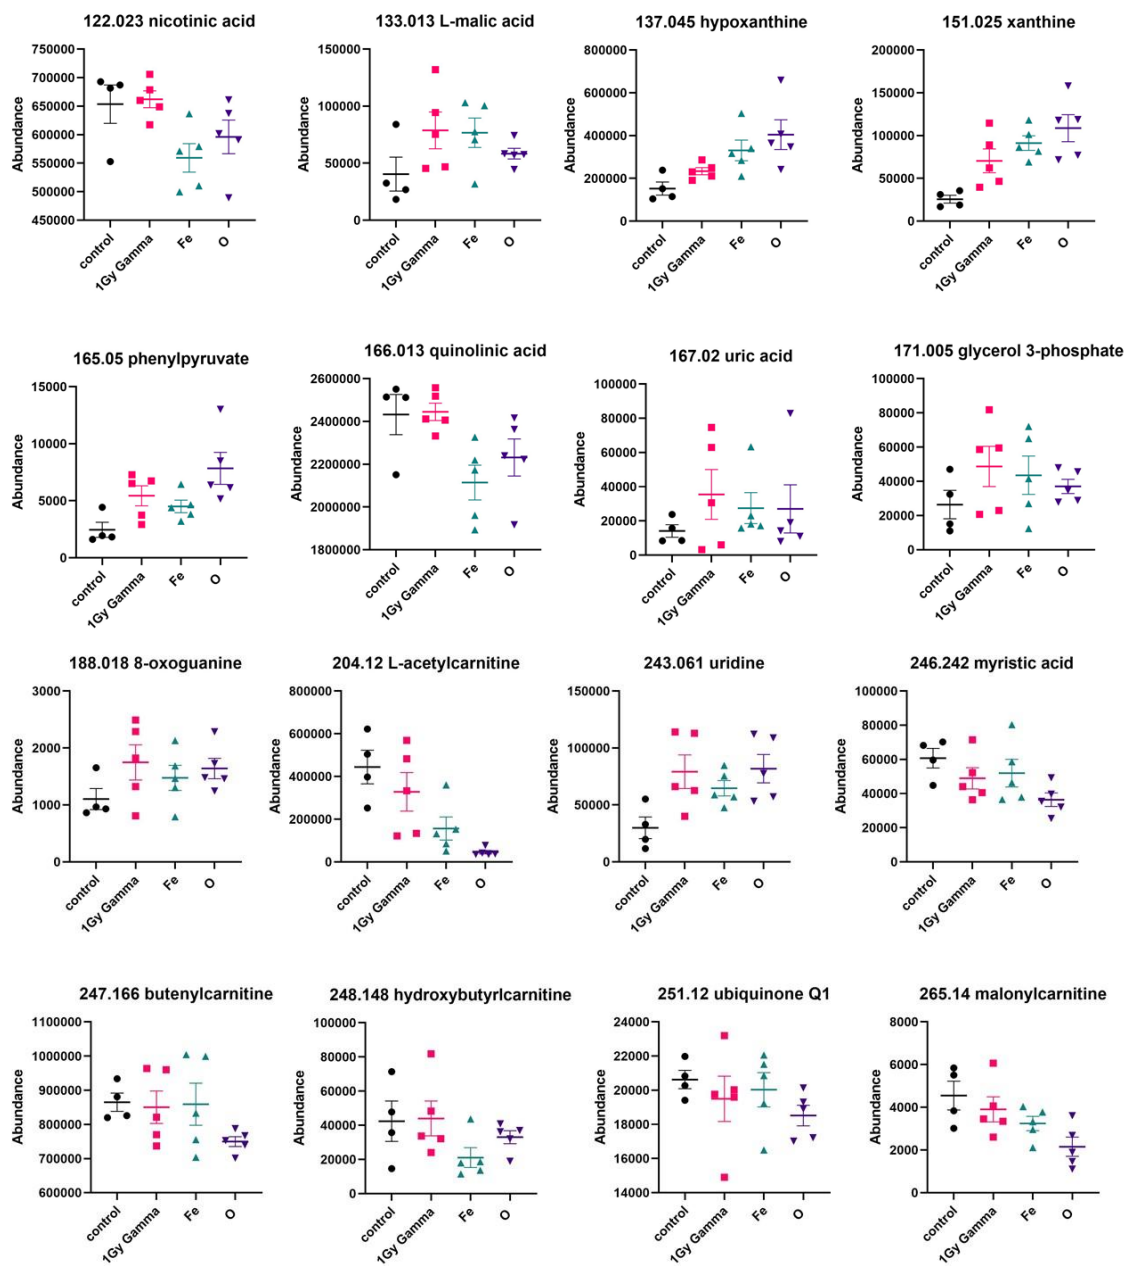 122.023 nicotinic acid
Abundance
750000
700000
650000
600000
550000
500000
450000
control
1Gy Gamma
Fe
O
133.013 L-malic acid
Abundance
150000
100000
50000
0
control
1Gy Gamma
Fe
O
137.045 hypoxanthine
Abundance
800000
600000
400000
200000
0
control
1Gy Gamma
Fe
O
151.025 xanthine
Abundance
200000
150000
100000
50000
0
control
1Gy Gamma
Fe
O
165.05 phenylpyruvate
Abundance
15000
10000
5000
0
control
1Gy Gamma
Fe
O
166.013 quinolinic acid
Abundance
2600000
2400000
2200000
2000000
1800000
control
1Gy Gamma
Fe
O
167.02 uric acid
Abundance
100000
80000
60000
40000
20000
0
control
1Gy Gamma
Fe
O
171.005 glycerol 3-phosphate
Abundance
100000
80000
60000
40000
20000
0
control
1Gy Gamma
Fe
O
188.018 8-oxoguanine
Abundance
3000
2000
1000
0
control
1Gy Gamma
Fe
O
204.12 L-acetylcarnitine
Abundance
800000
600000
400000
200000
0
control
1Gy Gamma
Fe
O
243.061 uridine
Abundance
150000
100000
50000
0
control
1Gy Gamma
Fe
O
246.242 myristic acid
Abundance
100000
80000
60000
40000
20000
0
control
1Gy Gamma
Fe
O
247.166 butenylcarnitine
Abundance
1100000
1000000
900000
800000
700000
600000
control
1Gy Gamma
Fe
O
248.148 hydroxybutyrlcarnitine
Abundance
100000
80000
60000
40000
20000
0
control
1Gy Gamma
Fe
O
251.12 ubiquinone Q1
Abundance
24000
22000
20000
18000
16000
14000
control
1Gy Gamma
Fe
O
265.14 malonylcarnitine
Abundance
8000
6000
4000
2000
0
control
1Gy Gamma
Fe
O